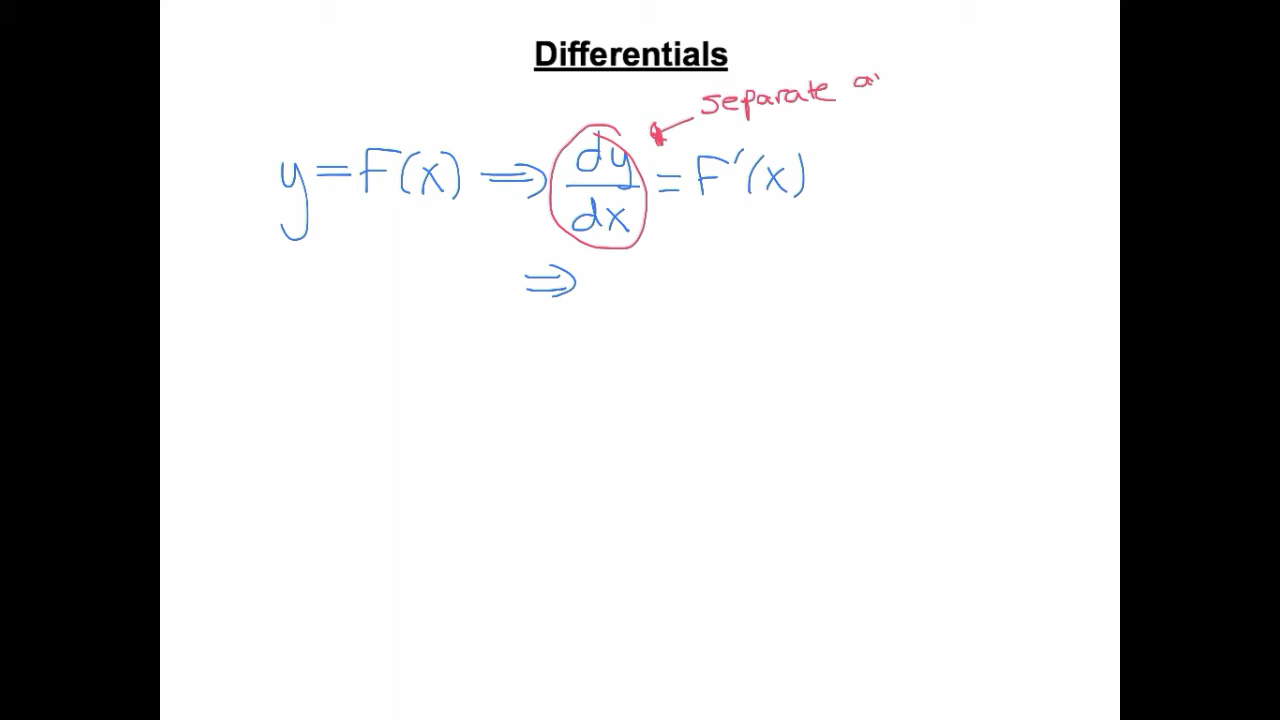 Differentials
separate
y = F(x) ⇒ dy/dx = F'(x)
⇒